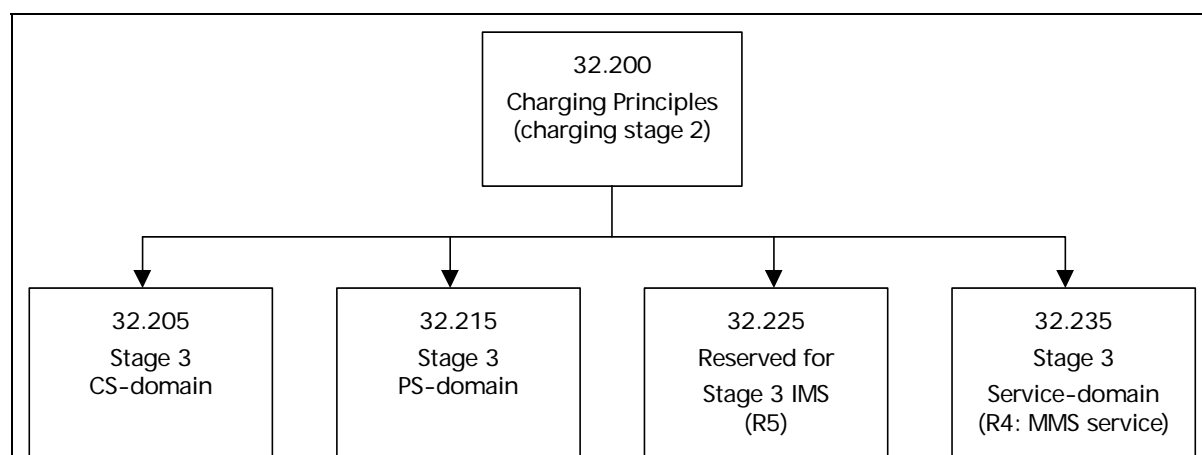 32.200
Charging Principles
(charging stage 2)
32.205
Stage 3
CS-domain
32.215
Stage 3
PS-domain
32.225
Reserved for
Stage 3 IMS
(R5)
32.235
Stage 3
Service-domain
(R4: MMS service)